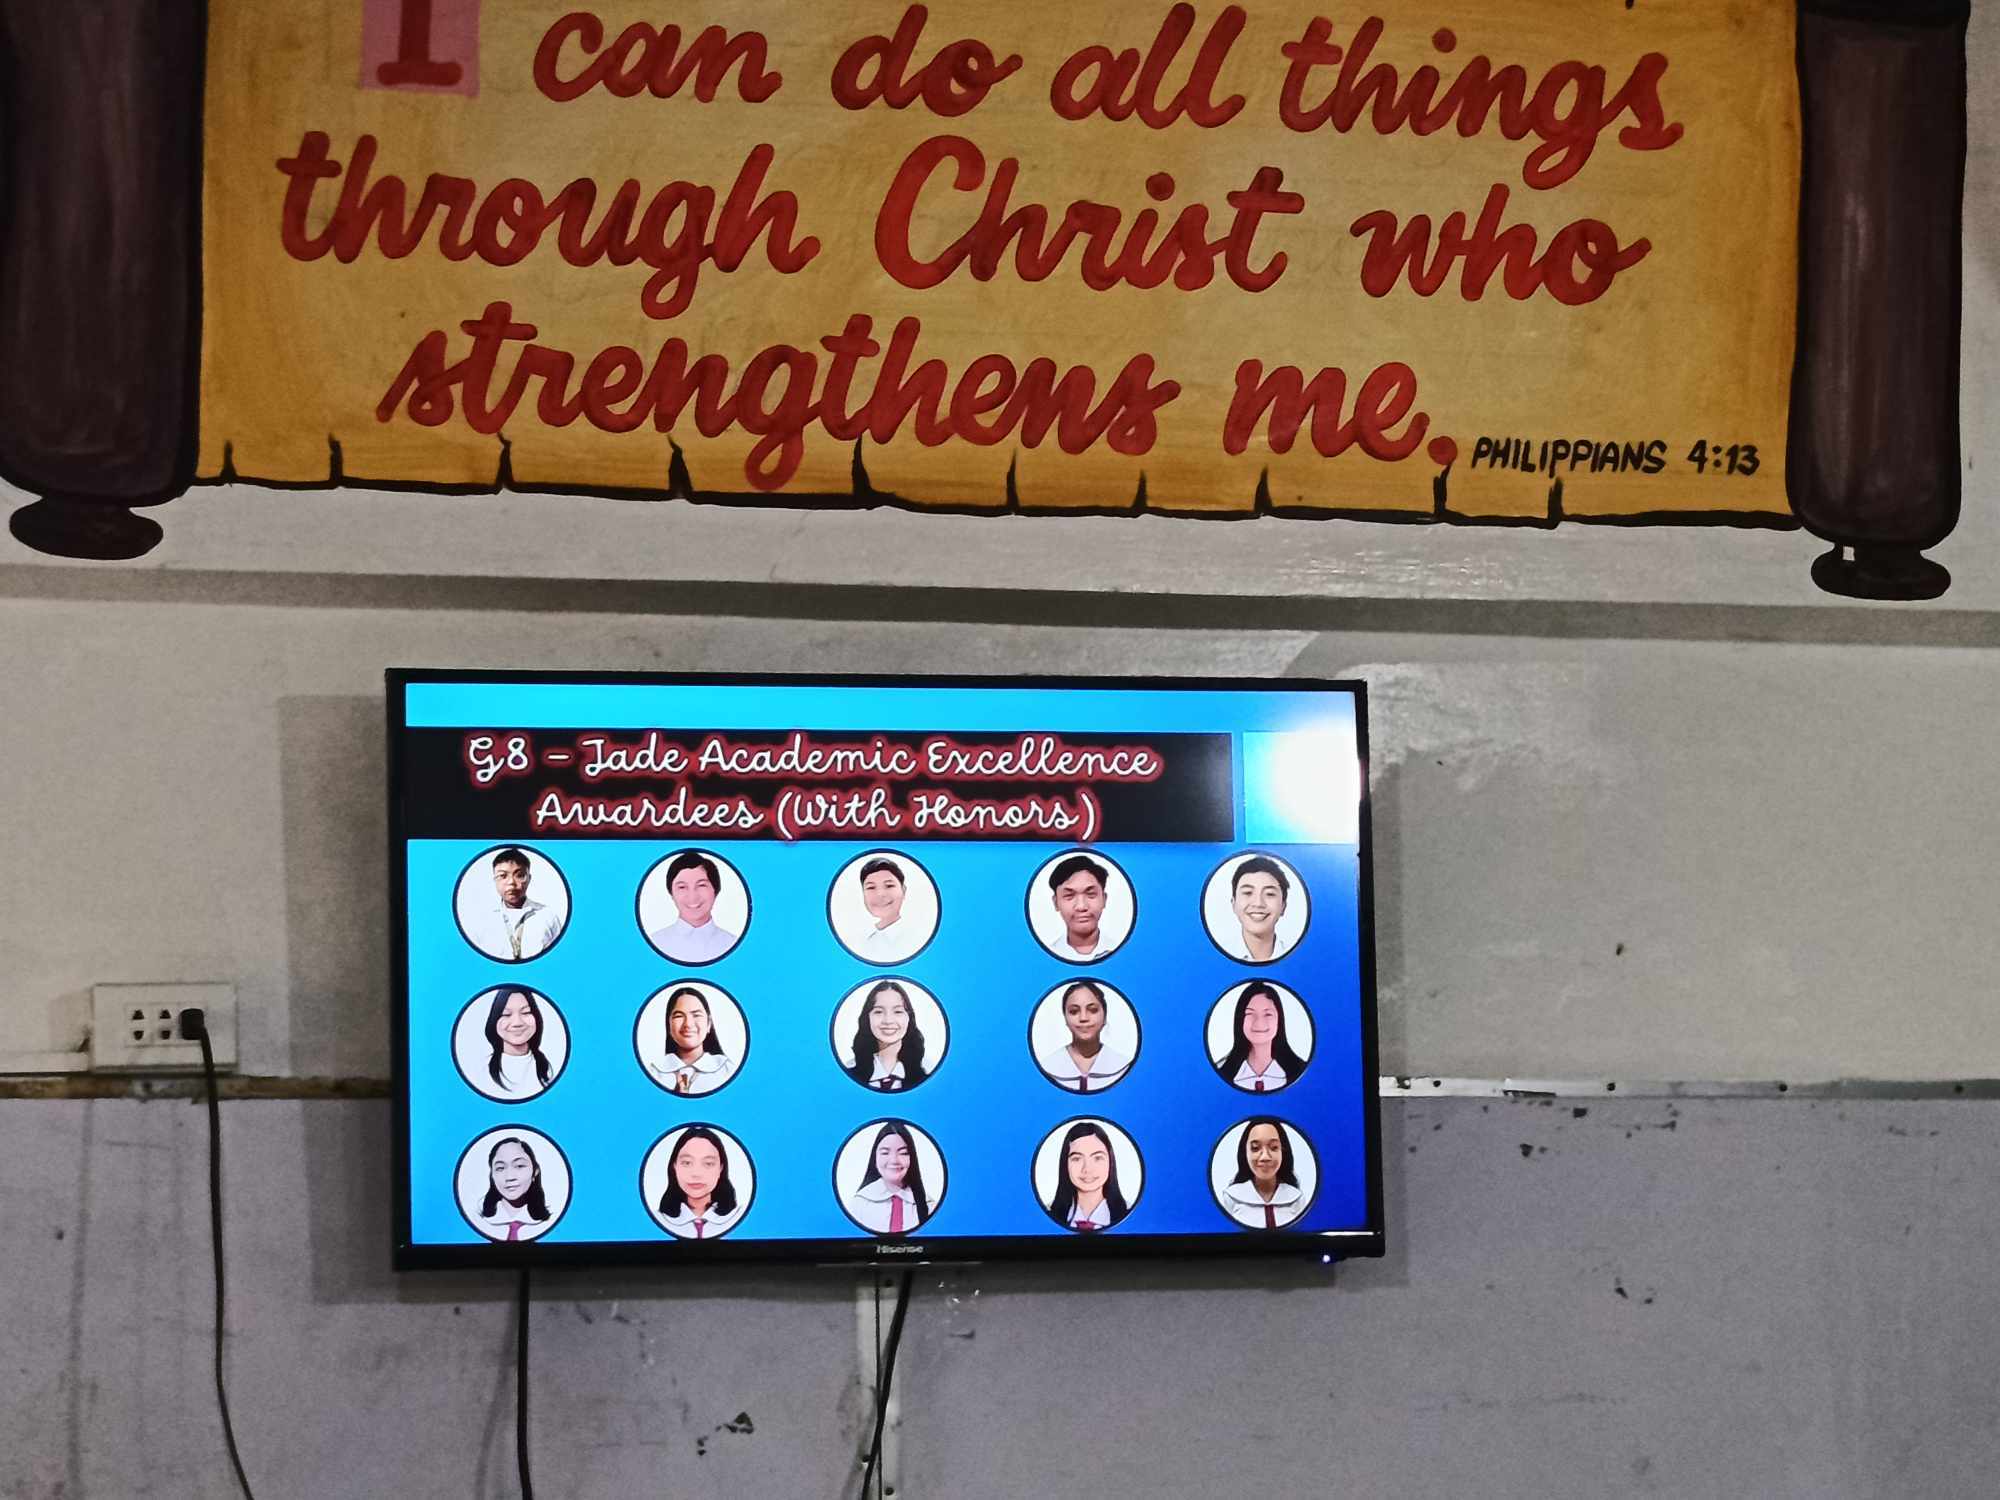 I can do all things
through Christ who
strengthens me.
PHILIPPIANS 4:13
G8 - Jade Academic Excellence
Awardees (With Honors)
Hisense